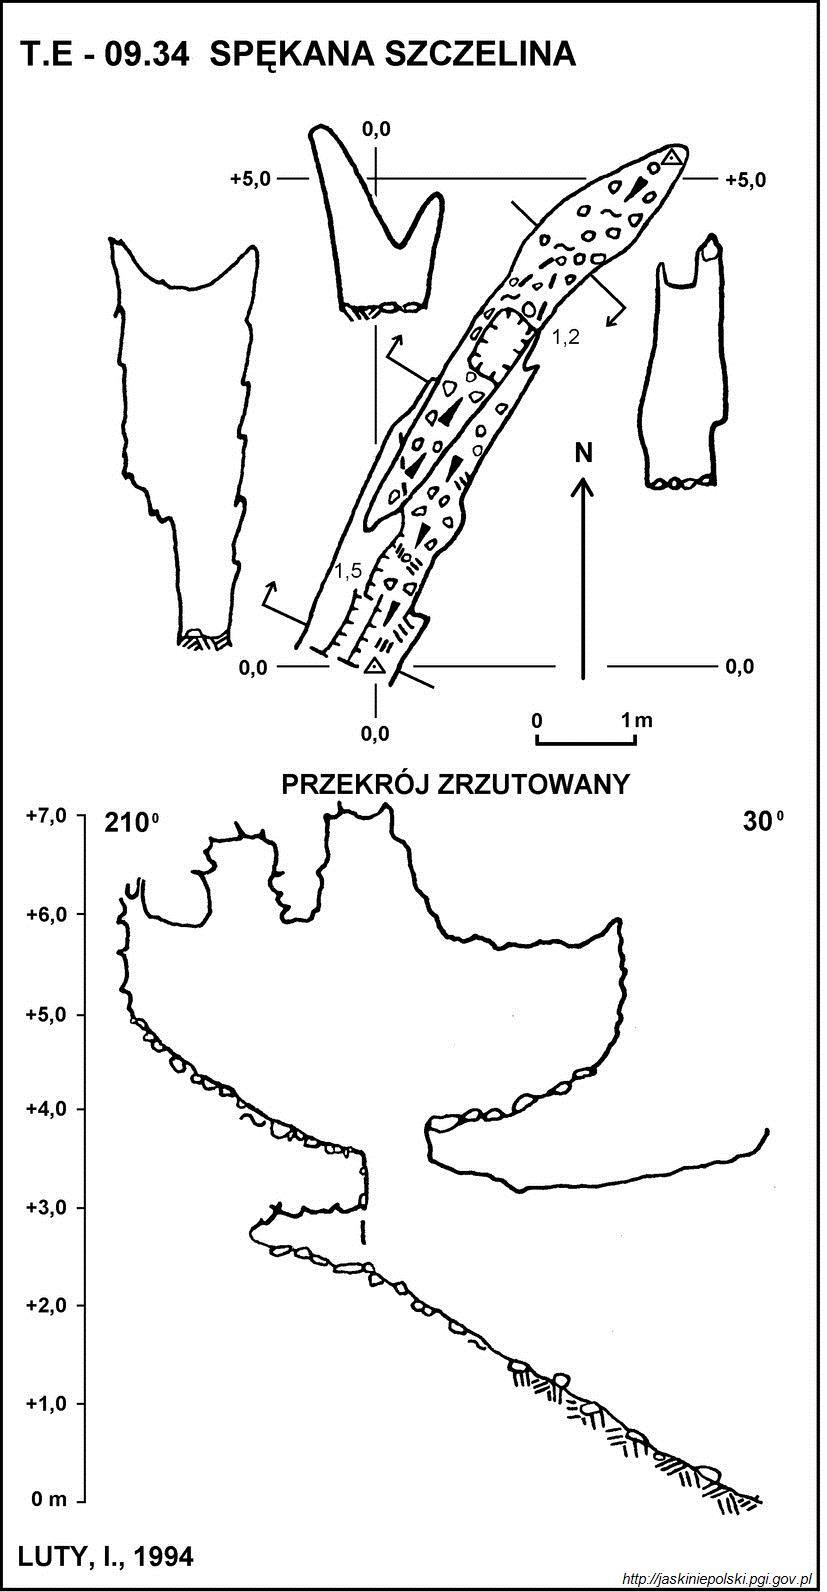 T.E - 09.34 SPĘKANA SZCZELINA
0,0
+5,0
+5,0
1,2
N
1,5
0,0
0,0
0,0
0 1m
PRZEKRÓJ ZRZUTOWANY
+7,0
210⁰
30⁰
+6,0
+5,0
+4,0
+3,0
+2,0
+1,0
0 m
LUTY, I., 1994
http://jaskiniepolski.pgi.gov.pl